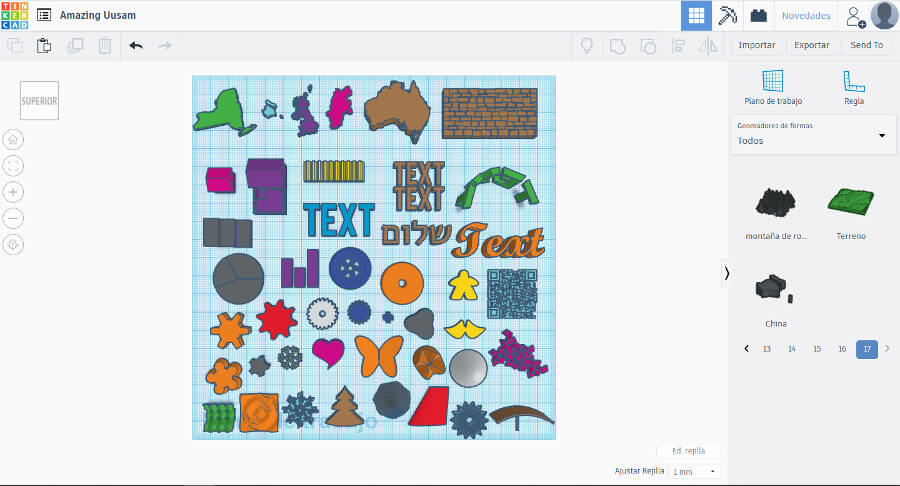 TIN
KER
CAD
Amazing Uusam
Novedades
Importar
Exportar
Send To
SUPERIOR
Plano de trabajo
Regla
Generadores de formas
Todos
TEXT
TEXT
TEXT
שלום
Text
montaña de ro..
Terreno
China
13 14 15 16 17
Ed. rejilla
Ajustar Rejilla 1 mm